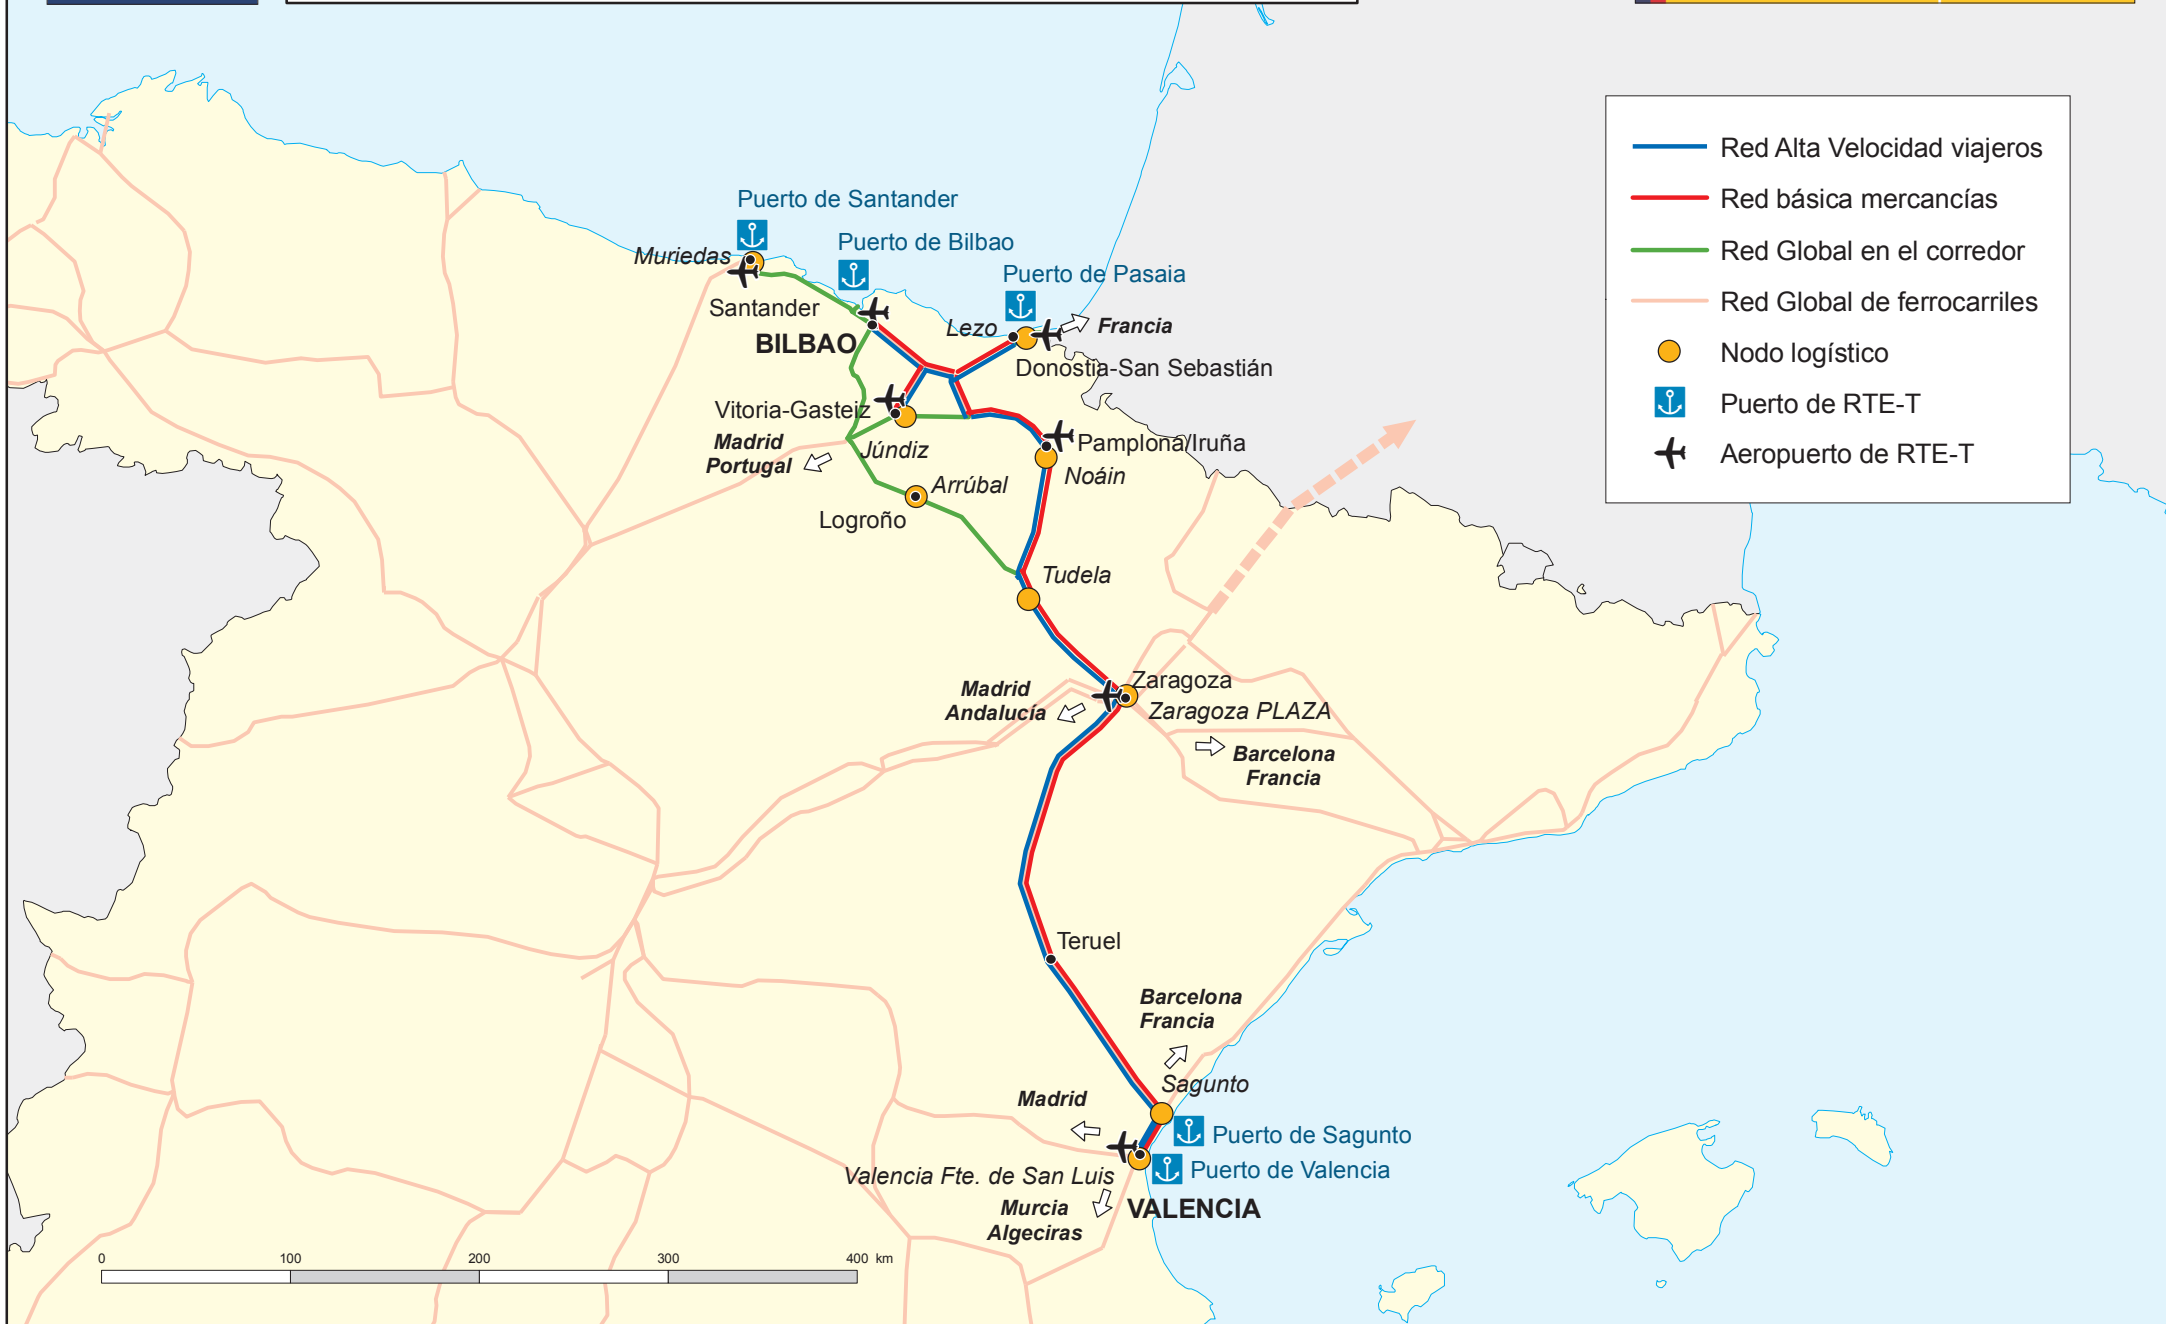 Red Alta Velocidad viajeros
Red básica mercancías
Red Global en el corredor
Red Global de ferrocarriles
Nodo logístico
Puerto de RTE-T
Aeropuerto de RTE-T
Puerto de Santander
Puerto de Bilbao
Muriedas
Puerto de Pasaia
Santander
Lezo
Francia
BILBAO
Donostia-San Sebastián
Vitoria-Gasteiz
Madrid
Portugal
Júndiz
Pamplona/Iruña
Noáin
Arrúbal
Logroño
Tudela
Zaragoza
Madrid
Andalucía
Zaragoza PLAZA
Barcelona
Francia
Teruel
Barcelona
Francia
Sagunto
Madrid
Puerto de Sagunto
Puerto de Valencia
Valencia Fte. de San Luis
VALENCIA
Murcia
Algeciras
0 100 200 300 400 km